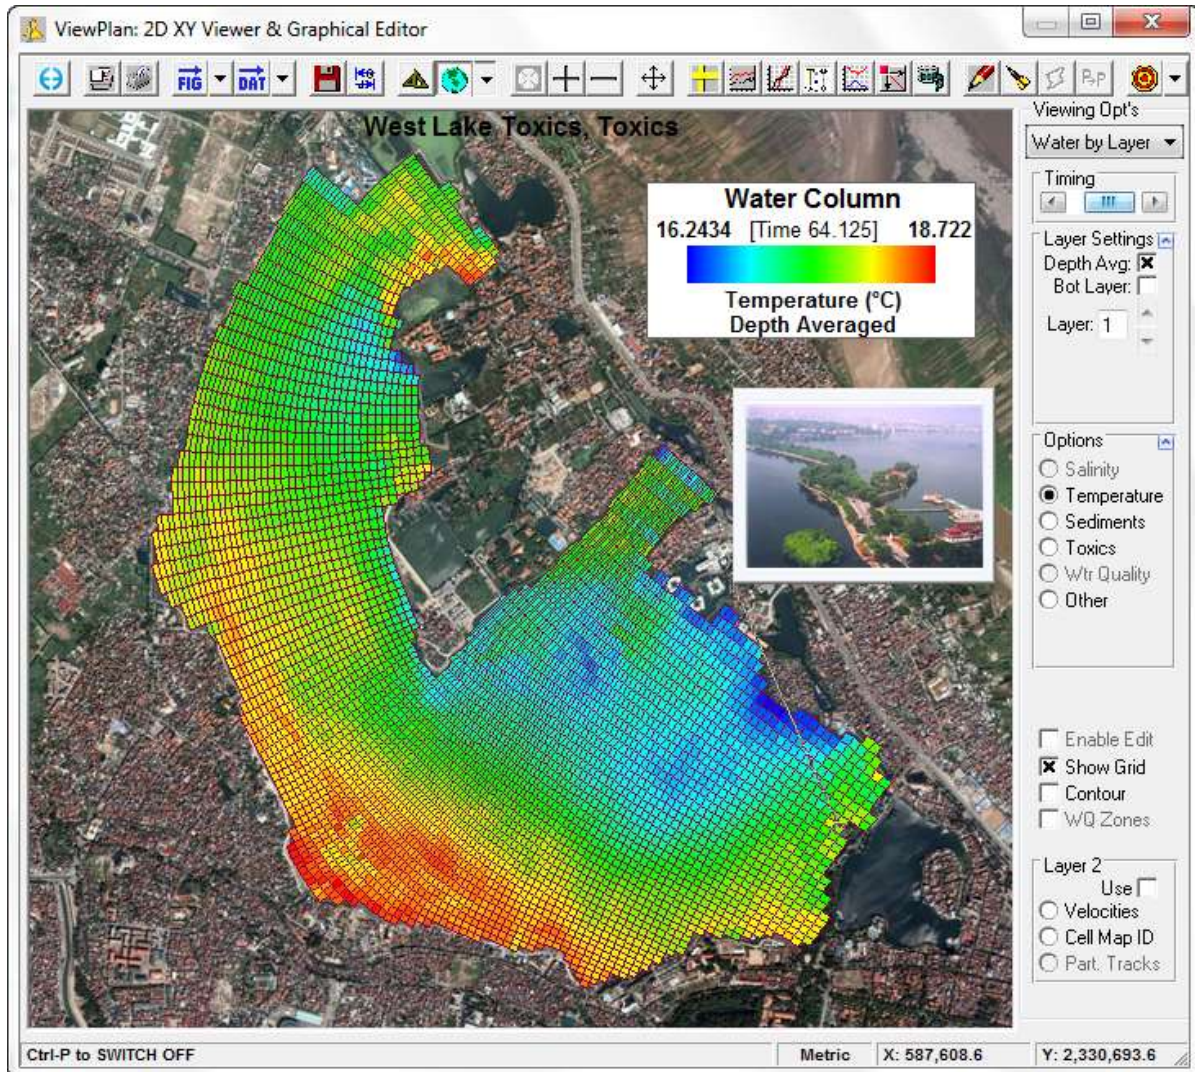 ViewPlan: 2D XY Viewer & Graphical Editor
FIG
DAT
P→P
West Lake Toxics, Toxics
Water Column
16.2434 [Time 64.125] 18.722
Temperature (°C)
Depth Averaged
Viewing Opt's
Water by Layer
Timing
Layer Settings
Depth Avg:
Bot Layer:
Layer: 1
Options
Salinity
Temperature
Sediments
Toxics
Wtr Quality
Other
Enable Edit
Show Grid
Contour
WQ Zones
Layer 2
Use
Velocities
Cell Map ID
Part. Tracks
Ctrl-P to SWITCH OFF
Metric
X: 587,608.6
Y: 2,330,693.6